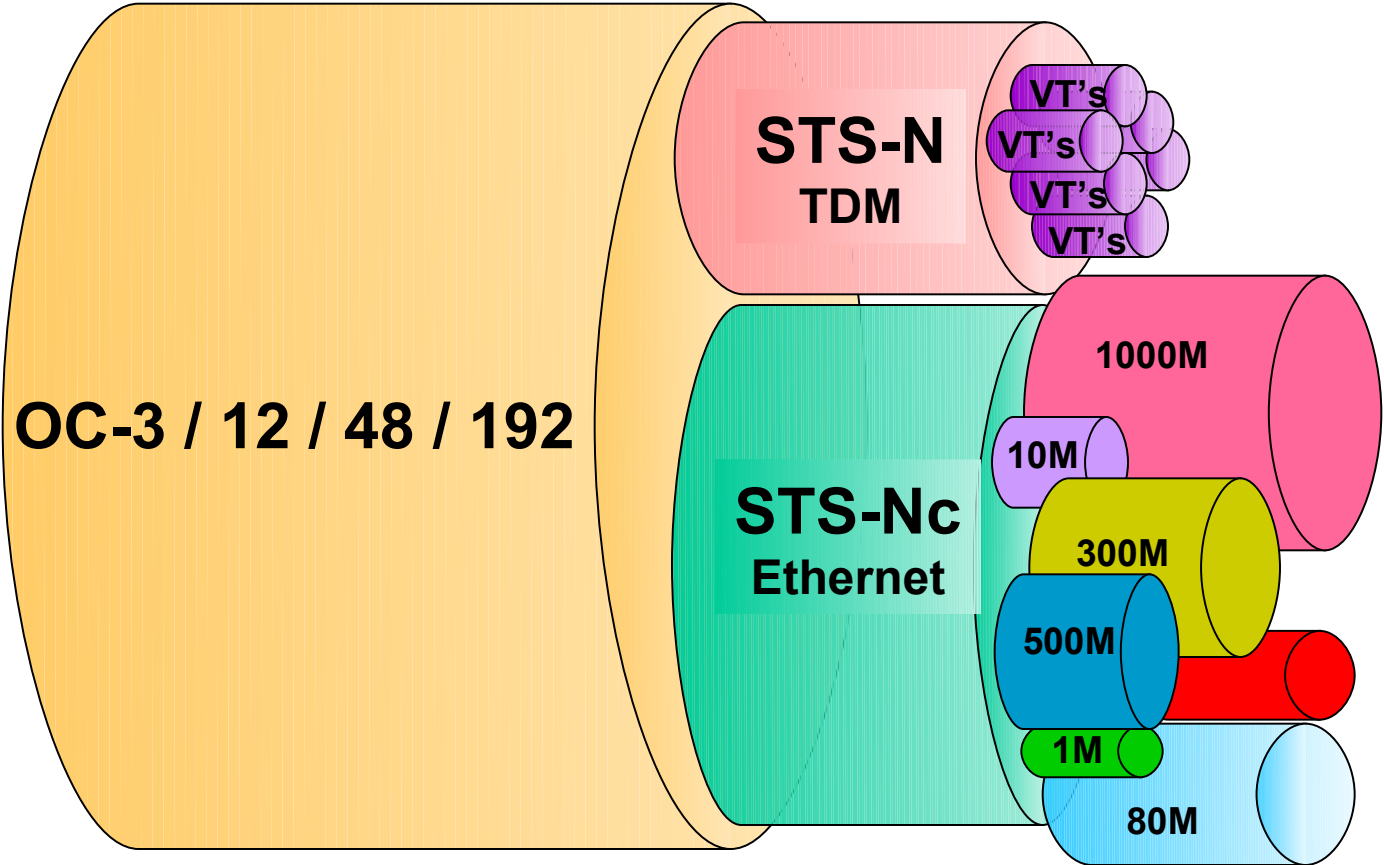 OC-3 / 12 / 48 / 192
STS-N
TDM
VT's
VT's
VT's
VT's
STS-Nc
Ethernet
1000M
10M
300M
500M
1M
80M